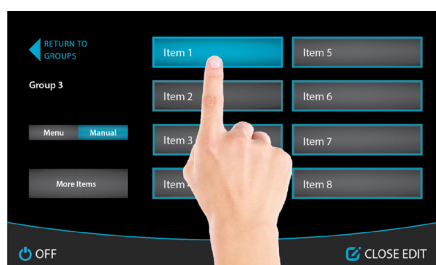 RETURN TO
GROUPS
Group 3
Menu Manual
More Items
Item 1
Item 2
Item 3
Item
Item 5
Item 6
Item 7
Item 8
OFF
CLOSE EDIT